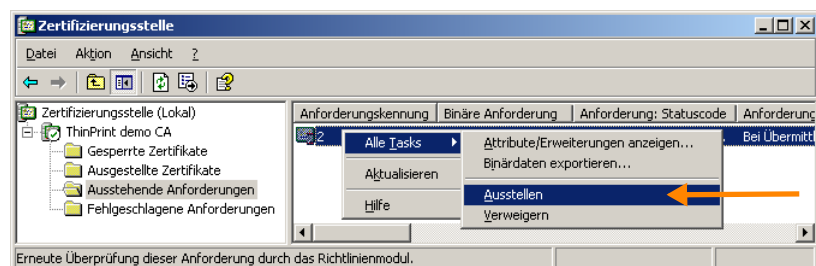 Zertifizierungsstelle
Datei Aktion Ansicht ?
Zertifizierungsstelle (Lokal)
ThinPrint demo CA
Gesperrte Zertifikate
Ausgestellte Zertifikate
Ausstehende Anforderungen
Fehlgeschlagene Anforderungen
Anforderungskennung Binäre Anforderung Anforderung: Statuscode Anforderung
2 Bei Übermittl
Alle Tasks
Aktualisieren
Hilfe
Attribute/Erweiterungen anzeigen...
Binärdaten exportieren...
Ausstellen
Verweigern
Erneute Überprüfung dieser Anforderung durch das Richtlinienmodul.